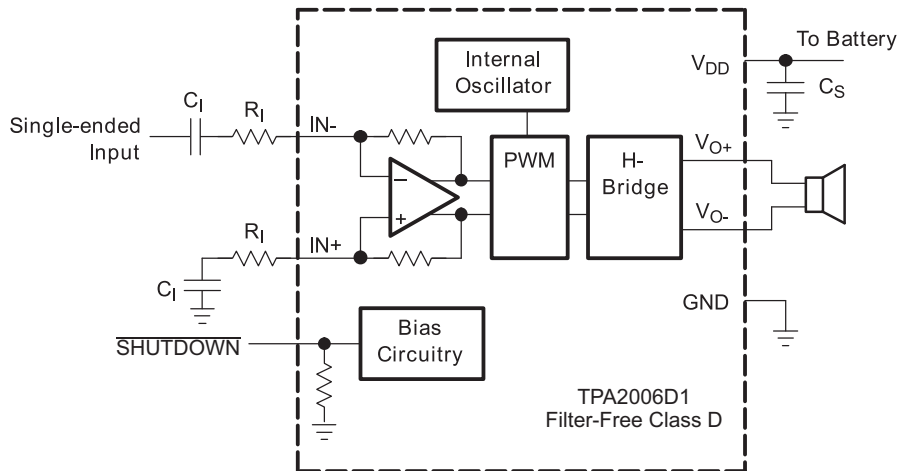 To Battery
Internal
Oscillator
V_DD
C_S
C_I
R_I
IN-
Single-ended
Input
PWM
H-
Bridge
V_O+
−
+
V_O-
R_I
IN+
C_I
GND
SHUTDOWN
Bias
Circuitry
TPA2006D1
Filter-Free Class D